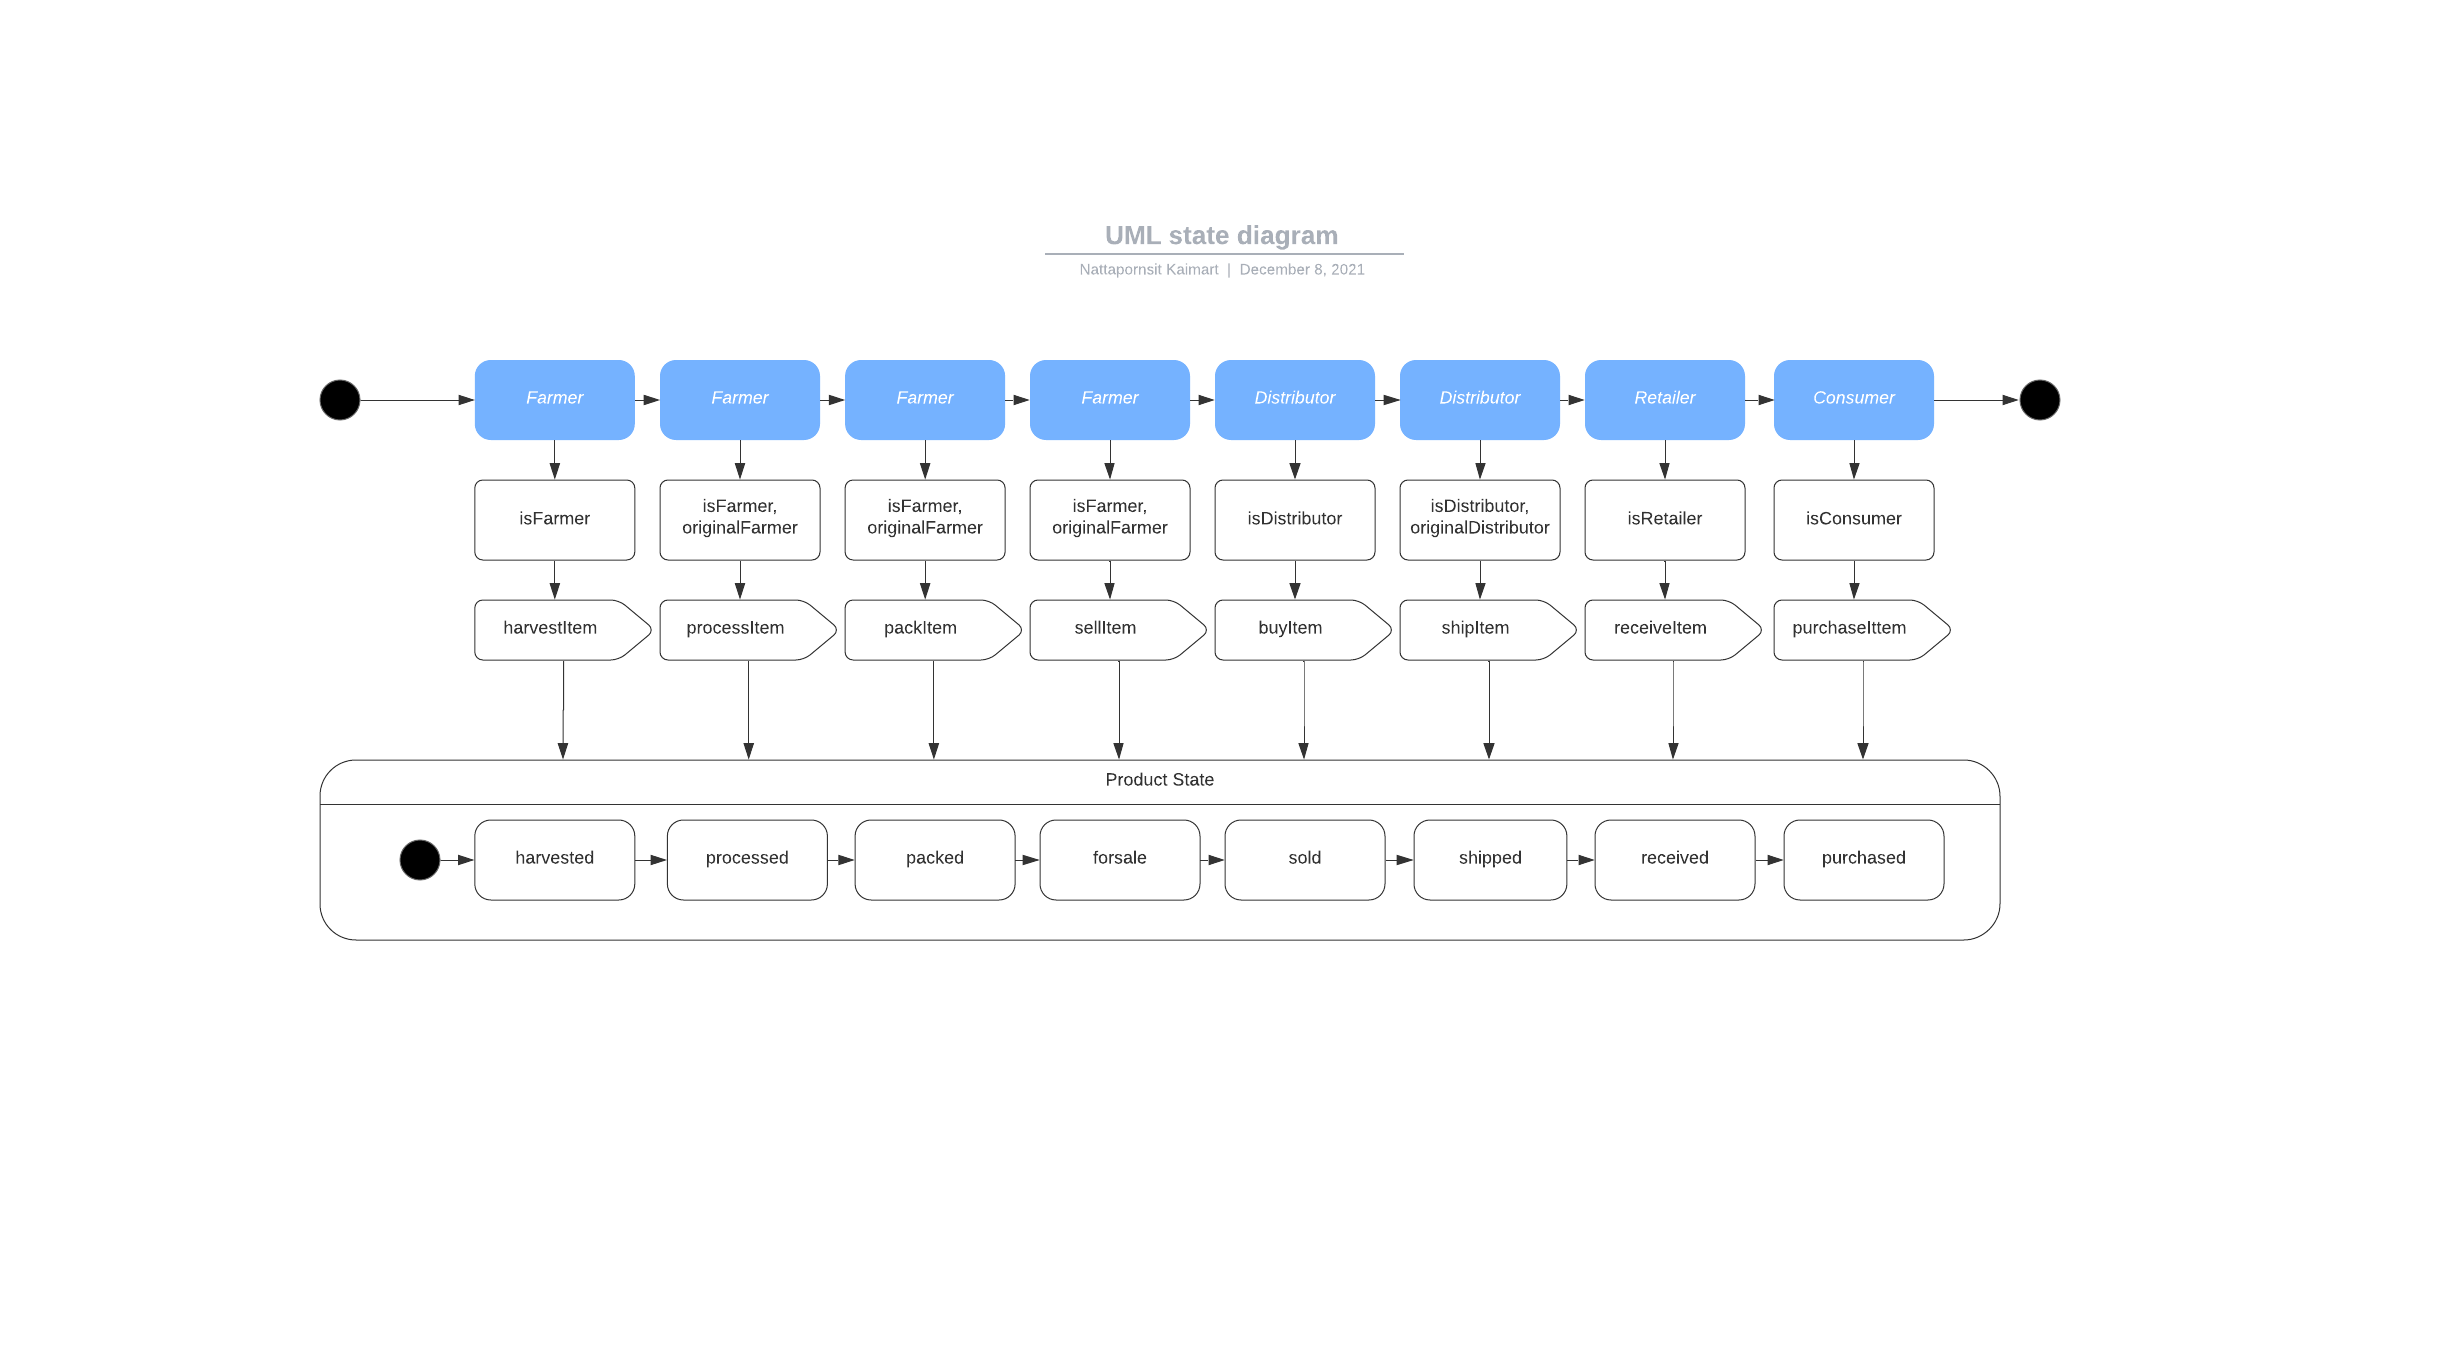 UML state diagram
Nattapornsit Kaimart | December 8, 2021
Farmer
Farmer
Farmer
Farmer
Distributor
Distributor
Retailer
Consumer
isFarmer
isFarmer,
originalFarmer
isFarmer,
originalFarmer
isFarmer,
originalFarmer
isDistributor
isDistributor,
originalDistributor
isRetailer
isConsumer
harvestItem
processItem
packItem
sellItem
buyItem
shipItem
receiveItem
purchaseIttem
Product State
harvested
processed
packed
forsale
sold
shipped
received
purchased